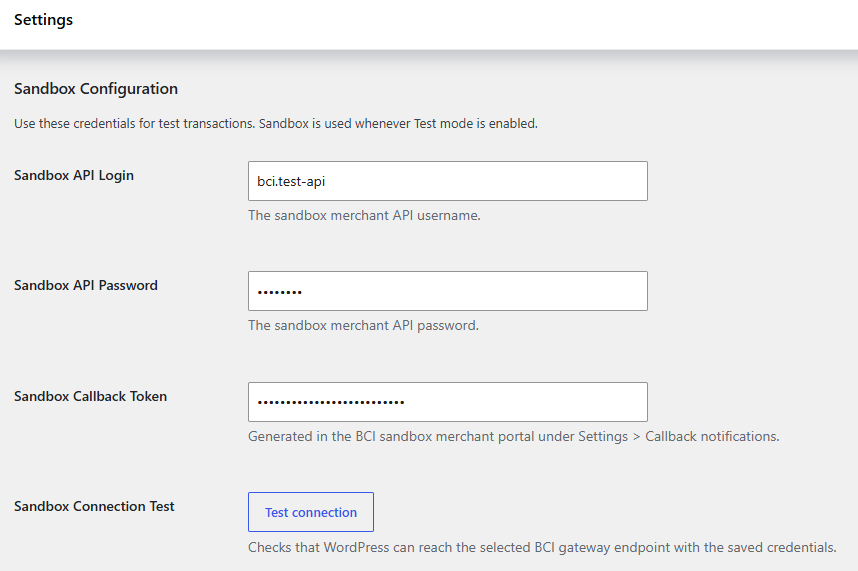 Settings
Sandbox Configuration
Use these credentials for test transactions. Sandbox is used whenever Test mode is enabled.
Sandbox API Login
bci.test-api
The sandbox merchant API username.
Sandbox API Password
••••••••
The sandbox merchant API password.
Sandbox Callback Token
••••••••••••••••••••••••••
Generated in the BCI sandbox merchant portal under Settings > Callback notifications.
Sandbox Connection Test
Test connection
Checks that WordPress can reach the selected BCI gateway endpoint with the saved credentials.